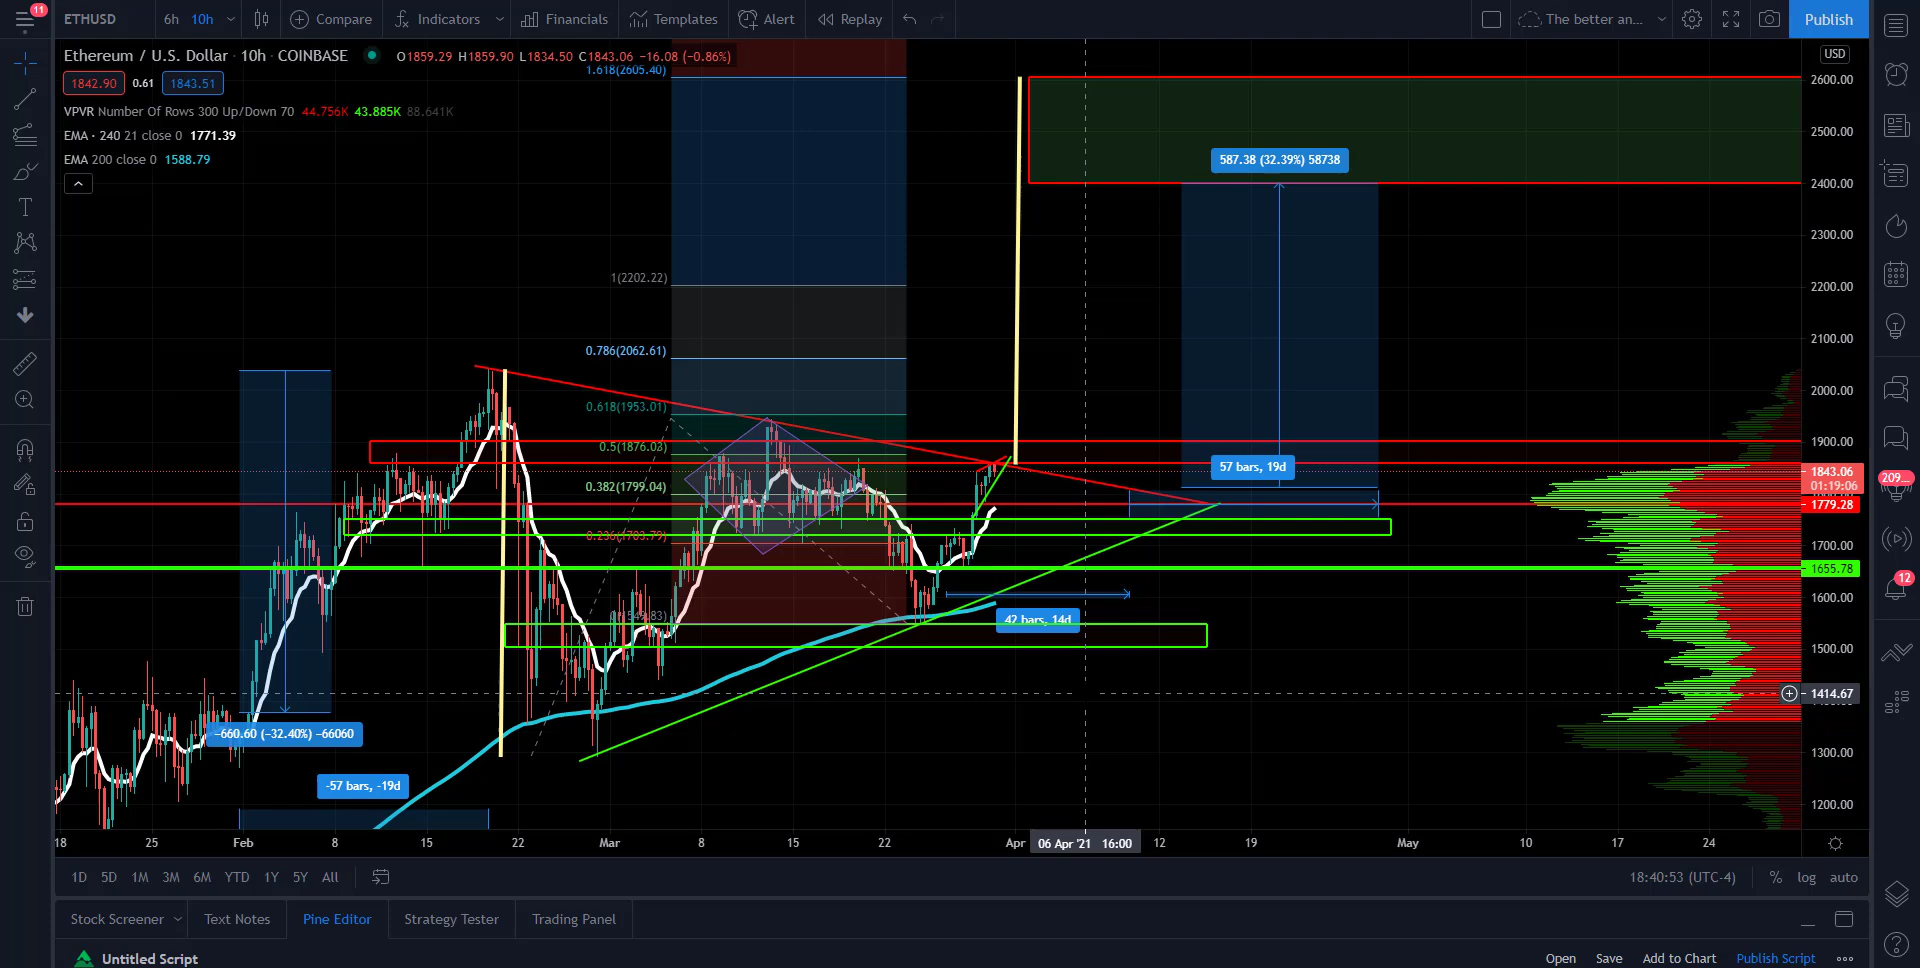 11
ETHUSD
6h
10h
Compare
Indicators
Financials
Templates
Alert
Replay
The better an...
Publish
Ethereum / U.S. Dollar · 10h · COINBASE
O1859.29 H1859.90 L1834.50 C1843.06 −16.08 (−0.86%)
USD
1842.90
0.61
1843.51
VPVR Number Of Rows 300 Up/Down 70 44.756K 43.885K 88.641K
EMA · 240 21 close 0 1771.39
EMA 200 close 0 1588.79
1.618(2605.40)
1(2202.22)
0.786(2062.61)
0.618(1953.01)
0.5(1876.03)
0.382(1799.04)
0.236(1703.79)
587.38 (32.39%) 58738
57 bars, 19d
42 bars, 14d
−660.60 (−32.40%) −66060
-57 bars, -19d
2600.00
2500.00
2400.00
2300.00
2200.00
2100.00
2000.00
1900.00
1843.06
01:19:06
1779.28
1700.00
1655.78
1600.00
1500.00
1414.67
1300.00
1200.00
209...
12
18
25
Feb
8
15
22
Mar
8
15
22
Apr
06 Apr '21 16:00
12
19
May
10
17
24
1D
5D
1M
3M
6M
YTD
1Y
5Y
All
18:40:53 (UTC-4)
%
log
auto
Stock Screener
Text Notes
Pine Editor
Strategy Tester
Trading Panel
Untitled Script
Open
Save
Add to Chart
Publish Script